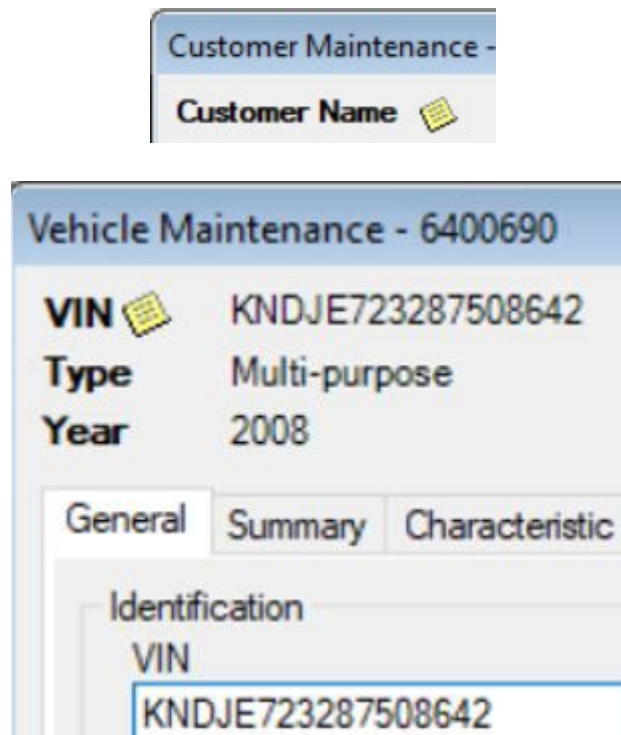 Customer Maintenance -
Customer Name
Vehicle Maintenance - 6400690
VIN KNDJE723287508642
Type Multi-purpose
Year 2008
General Summary Characteristic
Identification
VIN
KNDJE723287508642